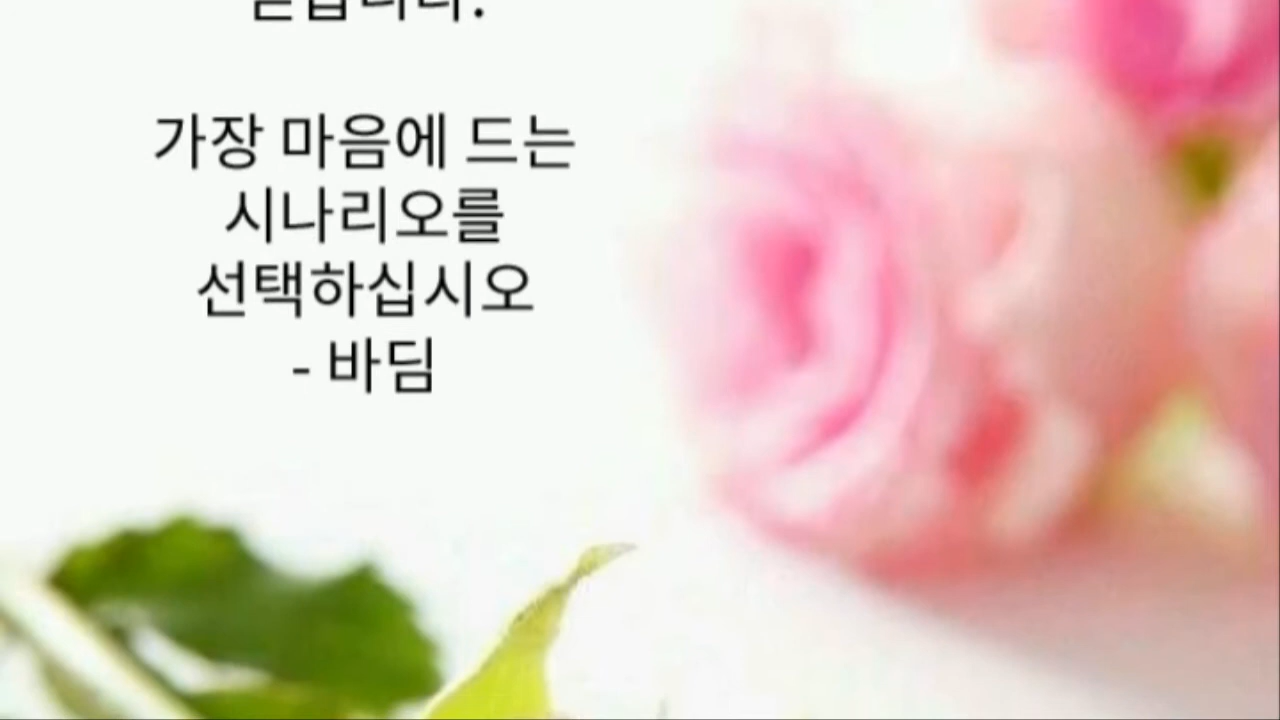 가장 마음에 드는
시나리오를
선택하십시오
- 바딤